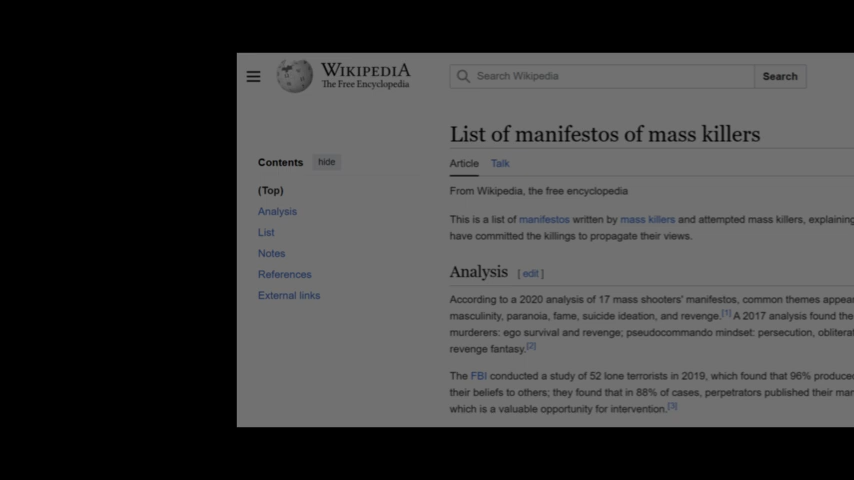 WIKIPEDIA
The Free Encyclopedia
Search Wikipedia
Search
List of manifestos of mass killers
Contents hide
Article Talk
(Top)
From Wikipedia, the free encyclopedia
Analysis
This is a list of manifestos written by mass killers and attempted mass killers, explaining
List
have committed the killings to propagate their views.
Notes
Analysis [ edit ]
References
External links
According to a 2020 analysis of 17 mass shooters' manifestos, common themes appear
masculinity, paranoia, fame, suicide ideation, and revenge.[1] A 2017 analysis found the
murderers: ego survival and revenge; pseudocommando mindset: persecution, obliterat
revenge fantasy.[2]
The FBI conducted a study of 52 lone terrorists in 2019, which found that 96% produce
their beliefs to others; they found that in 88% of cases, perpetrators published their man
which is a valuable opportunity for intervention.[3]